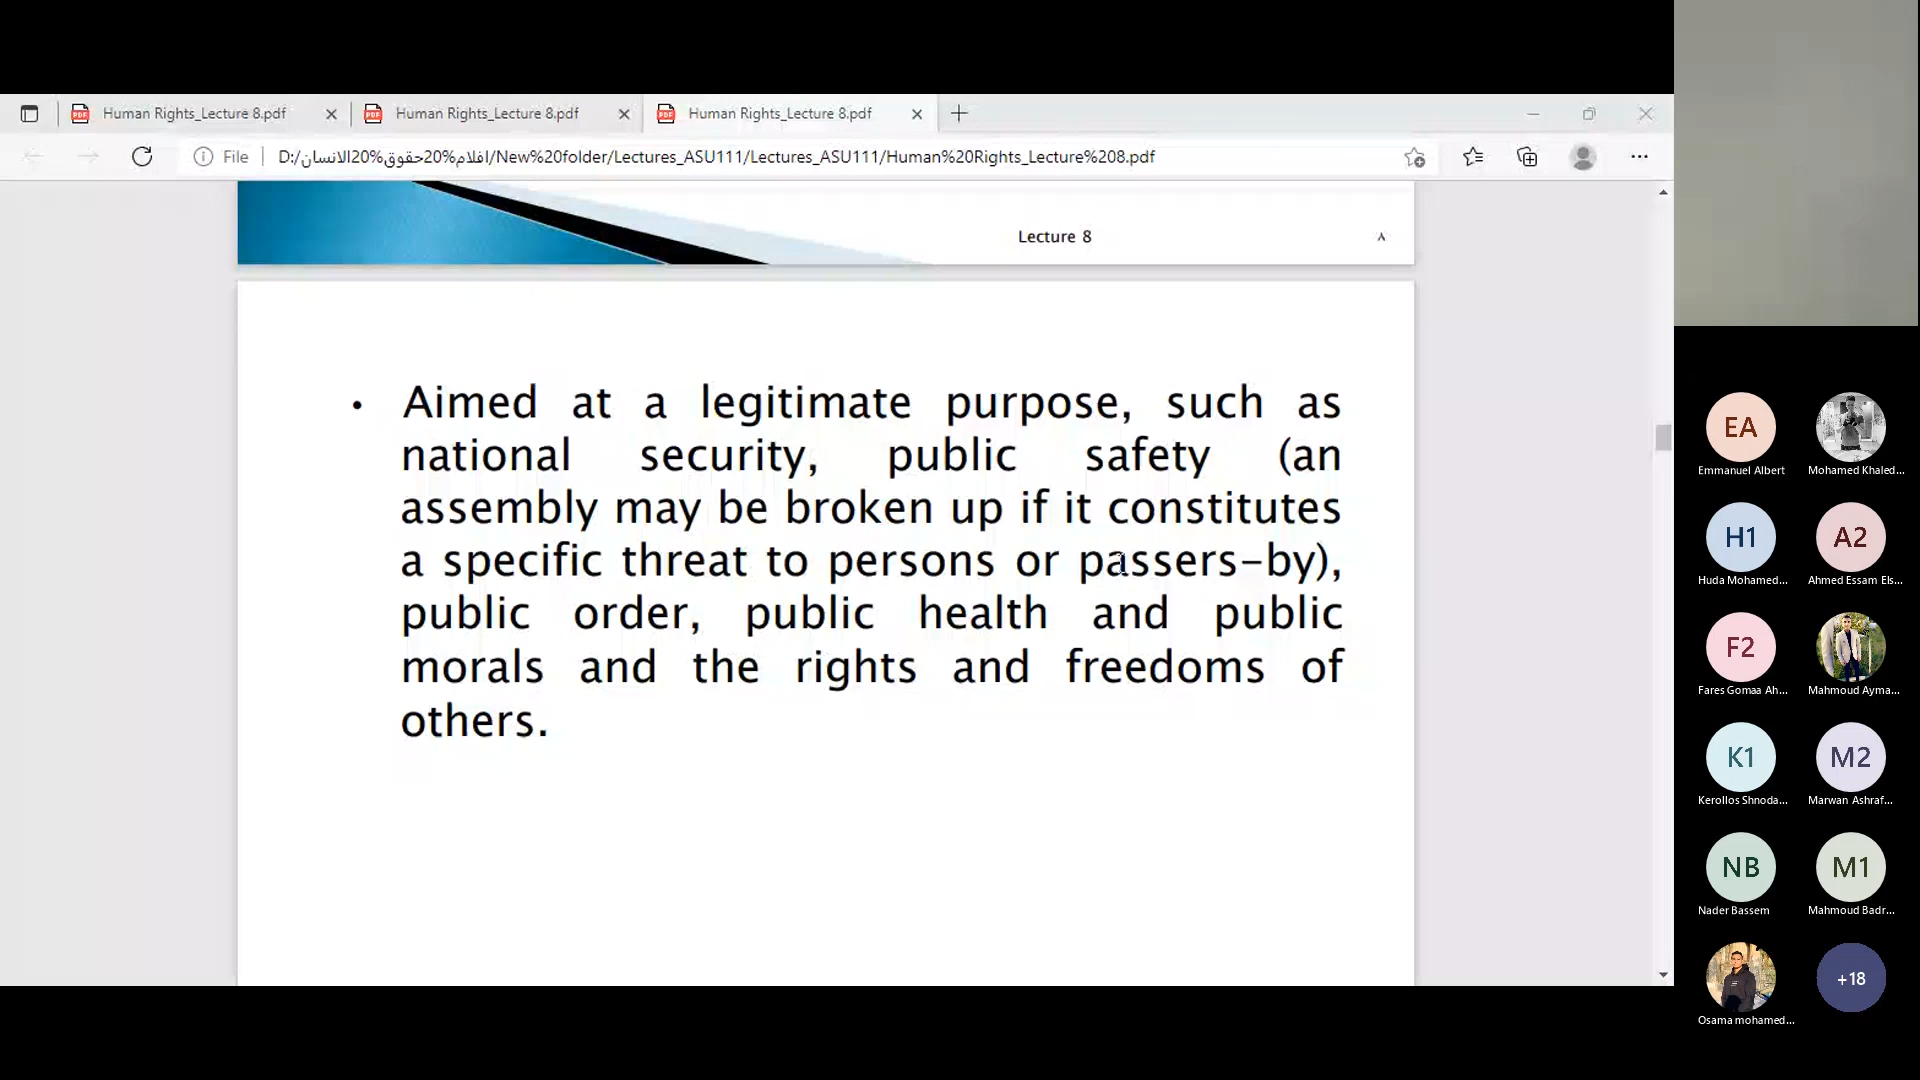 Human Rights_Lecture 8.pdf
Human Rights_Lecture 8.pdf
Human Rights_Lecture 8.pdf
File
D:/افلام%20حقوق%20الانسان/New%20folder/Lectures_ASU111/Lectures_ASU111/Human%20Rights_Lecture%208.pdf
Lecture 8
٨
• Aimed at a legitimate purpose, such as
national security, public safety (an
assembly may be broken up if it constitutes
a specific threat to persons or passers-by),
public order, public health and public
morals and the rights and freedoms of
others.
EA
Emmanuel Albert
Mohamed Khaled...
H1
Huda Mohamed...
A2
Ahmed Essam Els...
F2
Fares Gomaa Ah...
Mahmoud Ayma...
K1
Kerollos Shnoda...
M2
Marwan Ashraf...
NB
Nader Bassem
M1
Mahmoud Badr...
Osama mohamed...
+18